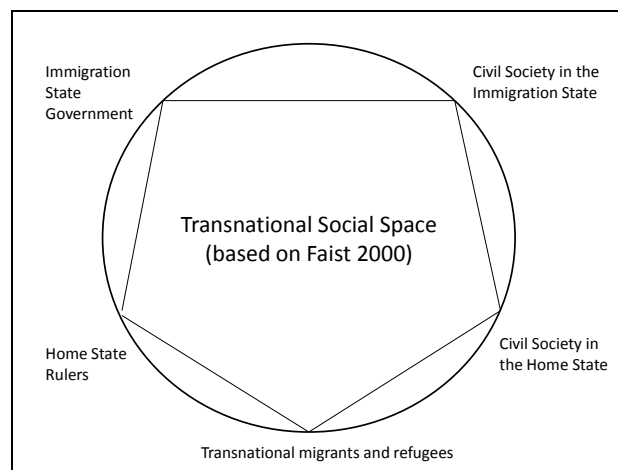 Immigration
State
Government
Civil Society in the
Immigration State
Transnational Social Space
(based on Faist 2000)
Home State
Rulers
Civil Society in
the Home State
Transnational migrants and refugees